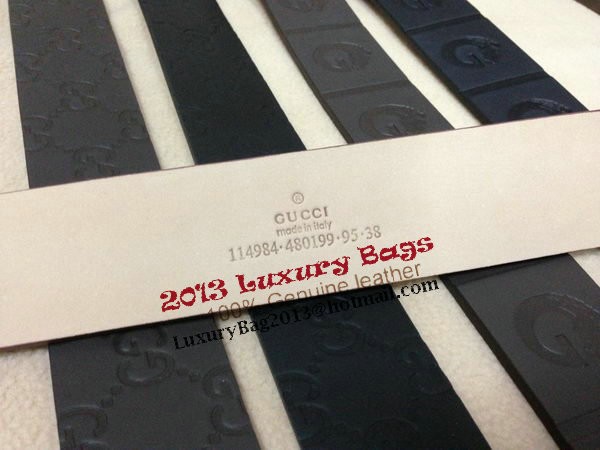 ®
GUCCI
made in italy
114984·480199·95·38
2013 Luxury Bags
100% Genuine leather
LuxuryBag2013@hotmail.com